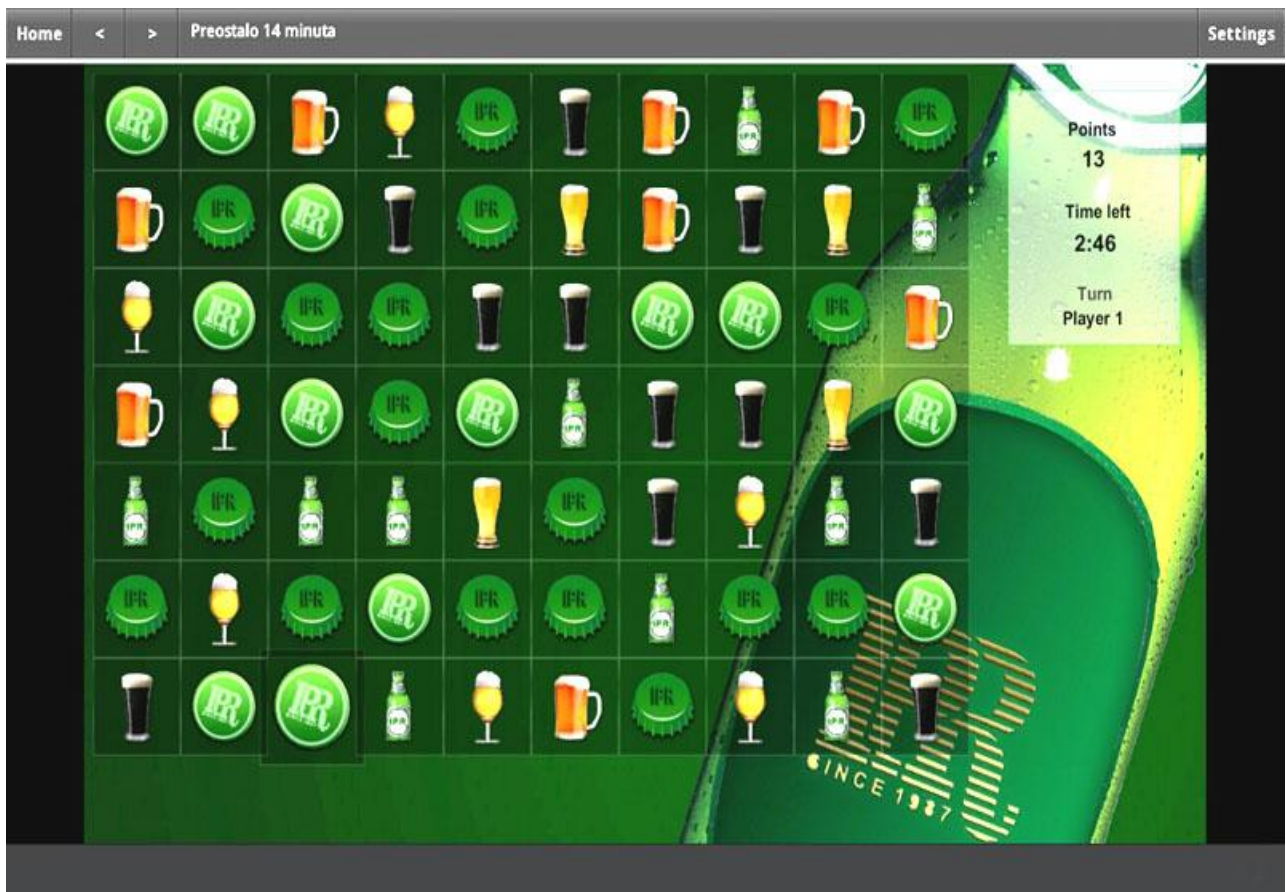 Home < > Preostalo 14 minuta Settings
Points
13
Time left
2:46
Turn
Player 1
SINCE 1987